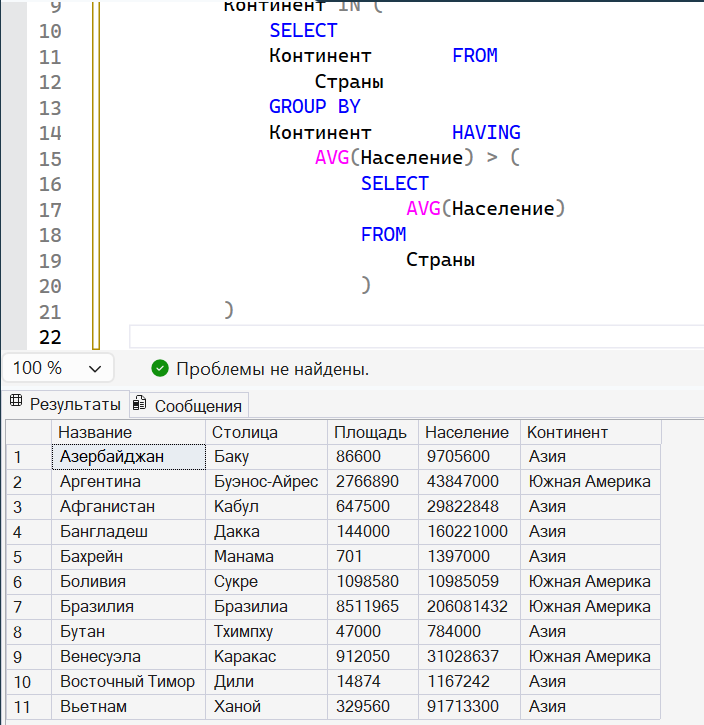 9 Континент IN (
10 SELECT
11 Континент FROM
12 Страны
13 GROUP BY
14 Континент HAVING
15 AVG(Население) > (
16 SELECT
17 AVG(Население)
18 FROM
19 Страны
20 )
21 )
22
100 % Проблемы не найдены.
Результаты Сообщения
Название Столица Площадь Население Континент
1 Азербайджан Баку 86600 9705600 Азия
2 Аргентина Буэнос-Айрес 2766890 43847000 Южная Америка
3 Афганистан Кабул 647500 29822848 Азия
4 Бангладеш Дакка 144000 160221000 Азия
5 Бахрейн Манама 701 1397000 Азия
6 Боливия Сукре 1098580 10985059 Южная Америка
7 Бразилия Бразилиа 8511965 206081432 Южная Америка
8 Бутан Тхимпху 47000 784000 Азия
9 Венесуэла Каракас 912050 31028637 Южная Америка
10 Восточный Тимор Дили 14874 1167242 Азия
11 Вьетнам Ханой 329560 91713300 Азия